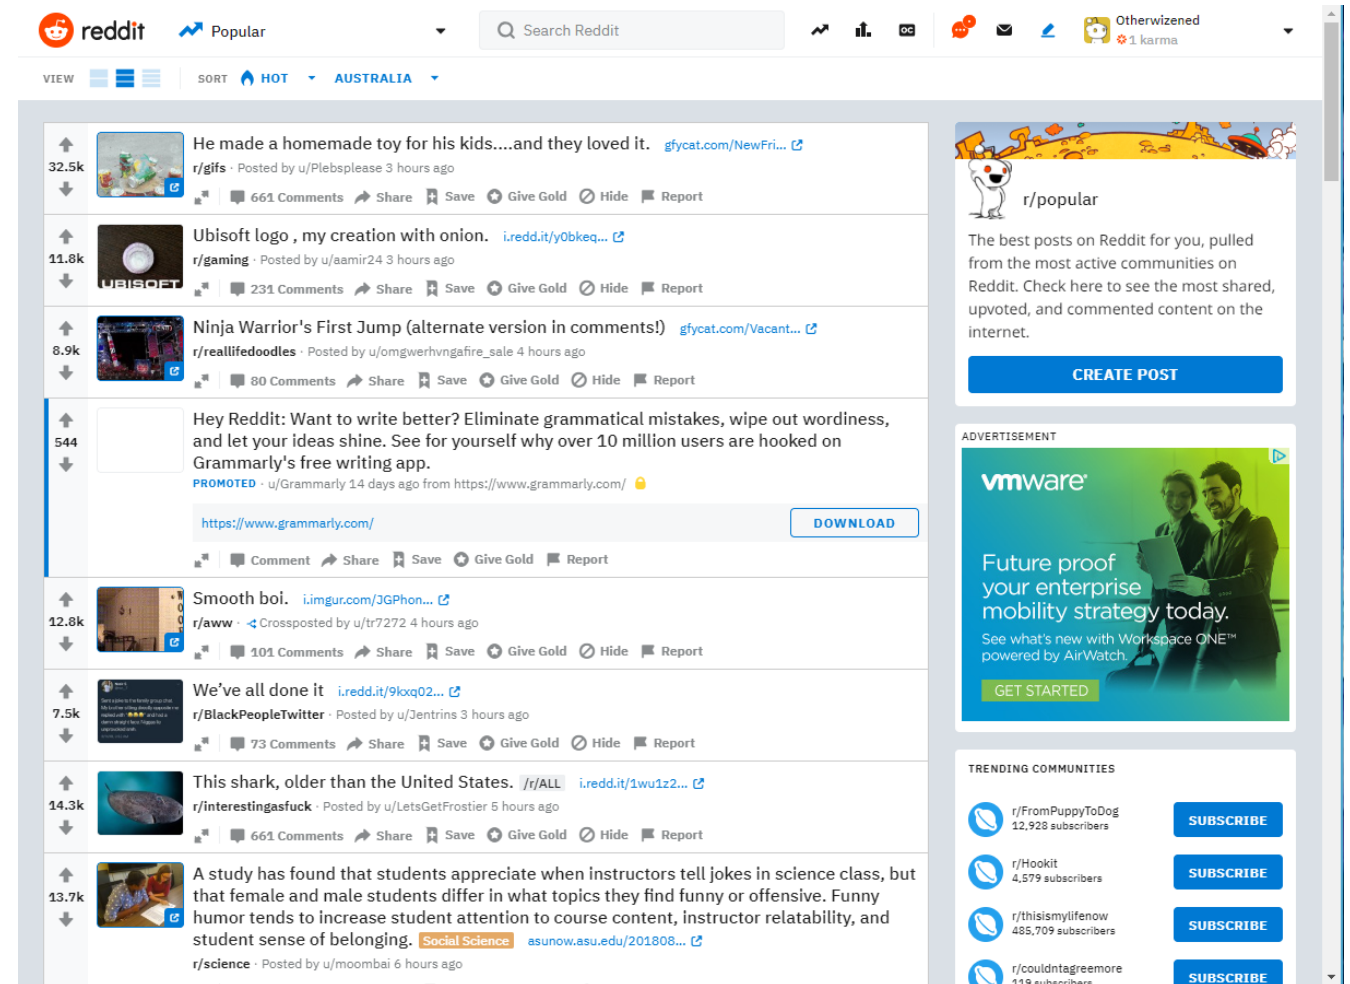 reddit Popular Search Reddit Otherwizened
1 karma
VIEW SORT HOT AUSTRALIA
He made a homemade toy for his kids....and they loved it. gfycat.com/NewFri...
32.5k
r/gifs · Posted by u/Plebsplease 3 hours ago
661 Comments Share Save Give Gold Hide Report
Ubisoft logo , my creation with onion. i.redd.it/y0bkeq...
11.8k
r/gaming · Posted by u/aamir24 3 hours ago
UBISOFT
231 Comments Share Save Give Gold Hide Report
Ninja Warrior's First Jump (alternate version in comments!) gfycat.com/Vacant...
8.9k
r/reallifedoodles · Posted by u/omgwerhvngafire_sale 4 hours ago
80 Comments Share Save Give Gold Hide Report
Hey Reddit: Want to write better? Eliminate grammatical mistakes, wipe out wordiness,
544
and let your ideas shine. See for yourself why over 10 million users are hooked on
Grammarly's free writing app.
PROMOTED · u/Grammarly 14 days ago from https://www.grammarly.com/
https://www.grammarly.com/ DOWNLOAD
Comment Share Save Give Gold Report
Smooth boi. i.imgur.com/JGPhon...
12.8k
r/aww · Crossposted by u/tr7272 4 hours ago
101 Comments Share Save Give Gold Hide Report
We've all done it i.redd.it/9kxq02...
7.5k
r/BlackPeopleTwitter · Posted by u/Jentrins 3 hours ago
73 Comments Share Save Give Gold Hide Report
This shark, older than the United States. /r/ALL i.redd.it/1wu1z2...
14.3k
r/interestingasfuck · Posted by u/LetsGetFrostier 5 hours ago
661 Comments Share Save Give Gold Hide Report
A study has found that students appreciate when instructors tell jokes in science class, but
13.7k
that female and male students differ in what topics they find funny or offensive. Funny
humor tends to increase student attention to course content, instructor relatability, and
student sense of belonging. Social Science asunow.asu.edu/201808...
r/science · Posted by u/moombai 6 hours ago
r/popular
The best posts on Reddit for you, pulled
from the most active communities on
Reddit. Check here to see the most shared,
upvoted, and commented content on the
internet.
CREATE POST
ADVERTISEMENT
vmware
Future proof
your enterprise
mobility strategy today.
See what's new with Workspace ONE™
powered by AirWatch.
GET STARTED
TRENDING COMMUNITIES
r/FromPuppyToDog
12,928 subscribers
SUBSCRIBE
r/Hookit
4,579 subscribers
SUBSCRIBE
r/thisismylifenow
485,709 subscribers
SUBSCRIBE
r/couldntagreemore
119 subscribers
SUBSCRIBE